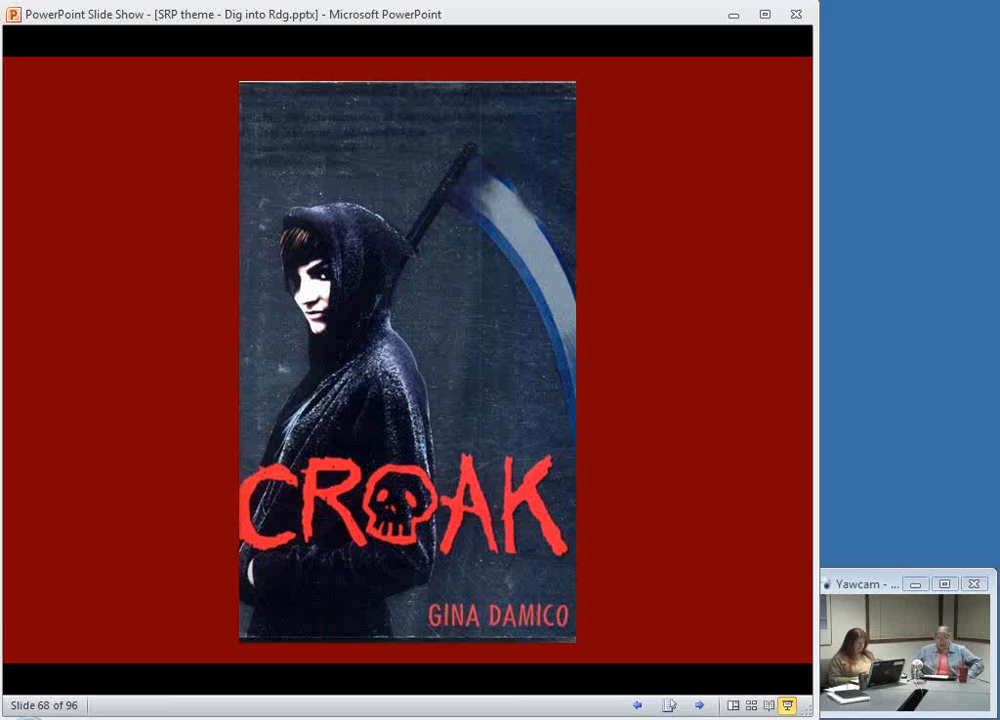 PowerPoint Slide Show - [SRP theme - Dig into Rdg.pptx] - Microsoft PowerPoint
CROAK
GINA DAMICO
Yawcam - ...
Slide 68 of 96